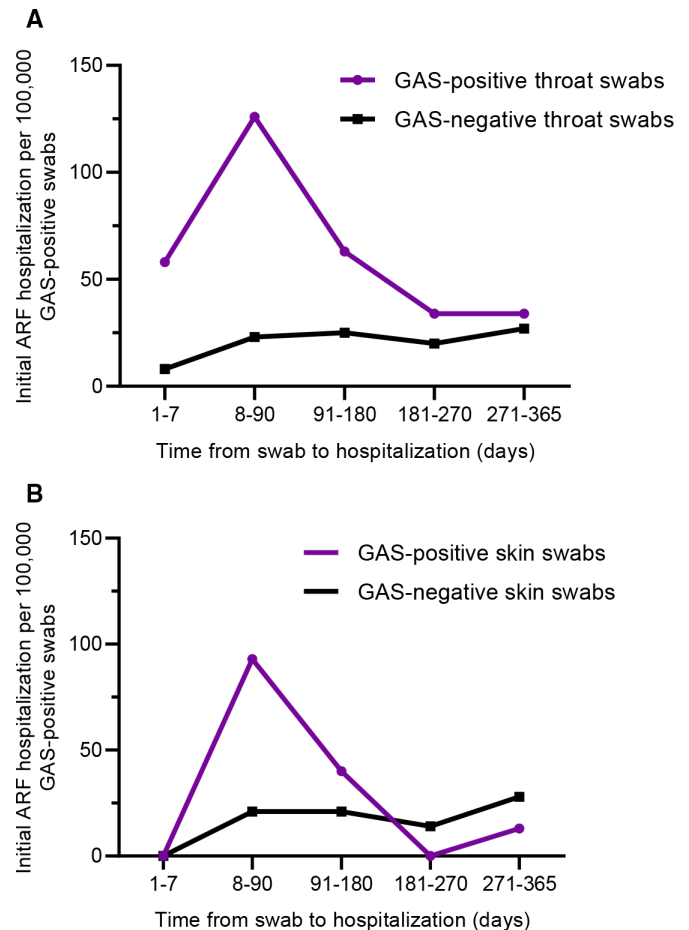 A
Initial ARF hospitalization per 100,000
GAS-positive swabs
150
100
50
0
GAS-positive throat swabs
GAS-negative throat swabs
1-7
8-90
91-180
181-270
271-365
Time from swab to hospitalization (days)
B
Initial ARF hospitalization per 100,000
GAS-positive swabs
150
100
50
0
GAS-positive skin swabs
GAS-negative skin swabs
1-7
8-90
91-180
181-270
271-365
Time from swab to hospitalization (days)